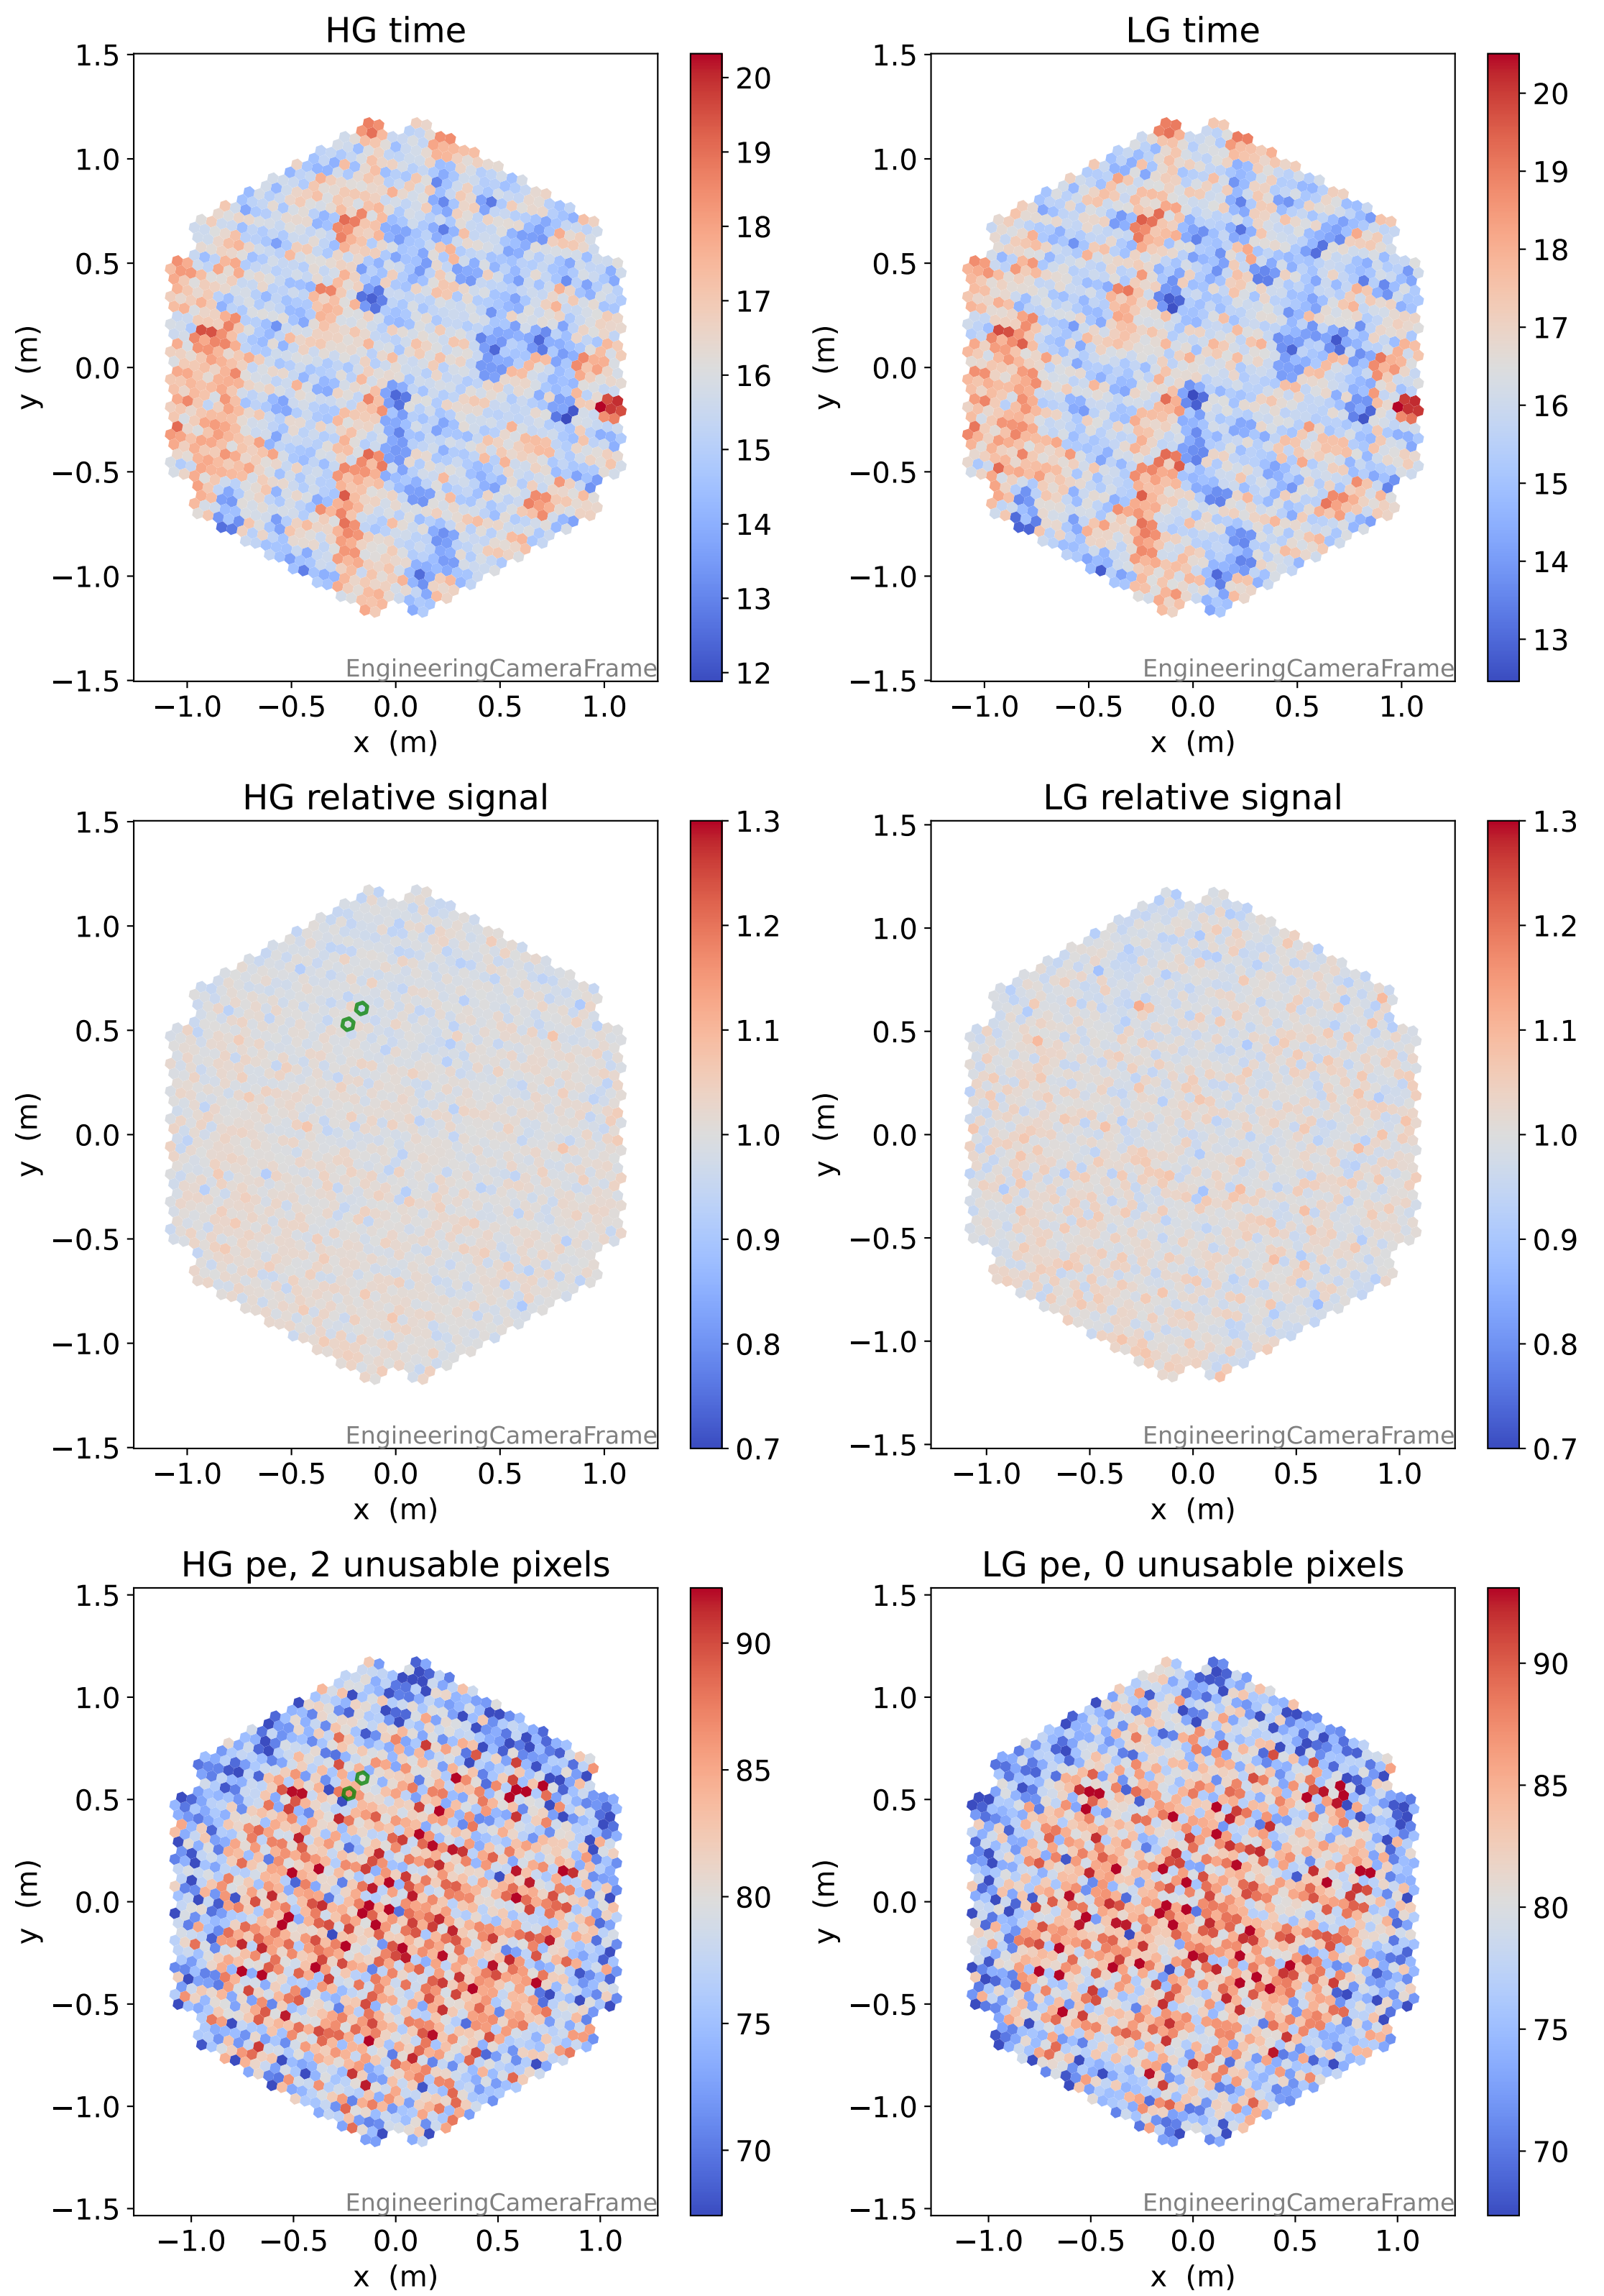 HG time
1.5
1.0
0.5
0.0
−0.5
−1.0
−1.5
y (m)
−1.0 −0.5 0.0 0.5 1.0
x (m)
EngineeringCameraFrame
20
19
18
17
16
15
14
13
12
LG time
1.5
1.0
0.5
0.0
−0.5
−1.0
−1.5
y (m)
−1.0 −0.5 0.0 0.5 1.0
x (m)
EngineeringCameraFrame
20
19
18
17
16
15
14
13
HG relative signal
1.5
1.0
0.5
0.0
−0.5
−1.0
−1.5
y (m)
−1.0 −0.5 0.0 0.5 1.0
x (m)
EngineeringCameraFrame
1.3
1.2
1.1
1.0
0.9
0.8
0.7
LG relative signal
1.5
1.0
0.5
0.0
−0.5
−1.0
−1.5
y (m)
−1.0 −0.5 0.0 0.5 1.0
x (m)
EngineeringCameraFrame
1.3
1.2
1.1
1.0
0.9
0.8
0.7
HG pe, 2 unusable pixels
1.5
1.0
0.5
0.0
−0.5
−1.0
−1.5
y (m)
−1.0 −0.5 0.0 0.5 1.0
x (m)
EngineeringCameraFrame
90
85
80
75
70
LG pe, 0 unusable pixels
1.5
1.0
0.5
0.0
−0.5
−1.0
−1.5
y (m)
−1.0 −0.5 0.0 0.5 1.0
x (m)
EngineeringCameraFrame
90
85
80
75
70